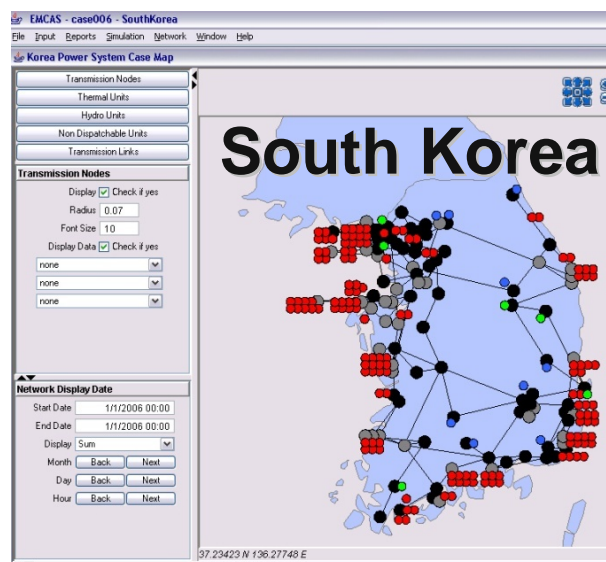 EMCAS - case006 - SouthKorea
File Input Reports Simulation Network Window Help
Korea Power System Case Map
Transmission Nodes
Thermal Units
Hydro Units
Non Dispatchable Units
Transmission Links
Transmission Nodes
Display Check if yes
Radius 0.07
Font Size 10
Display Data Check if yes
none
none
none
Network Display Date
Start Date 1/1/2006 00:00
End Date 1/1/2006 00:00
Display Sum
Month Back Next
Day Back Next
Hour Back Next
South Korea
37.23423 N 136.27748 E